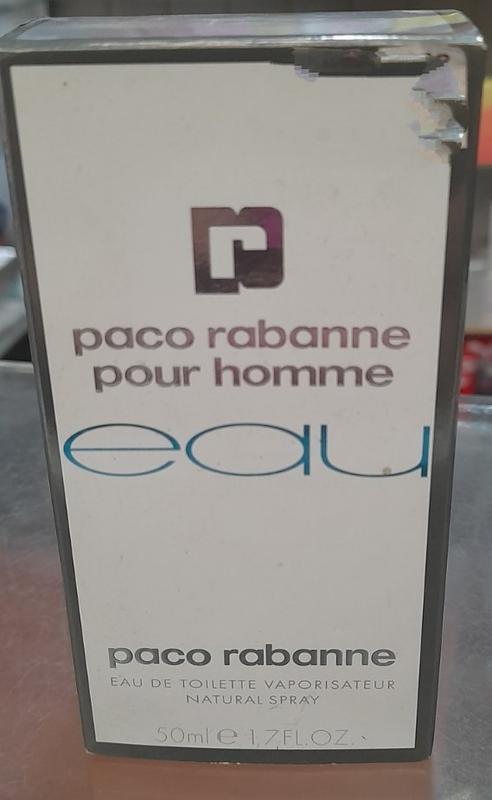 paco rabanne
pour homme
eau
paco rabanne
EAU DE TOILETTE VAPORISATEUR
NATURAL SPRAY
50ml e 1,7FL.OZ.